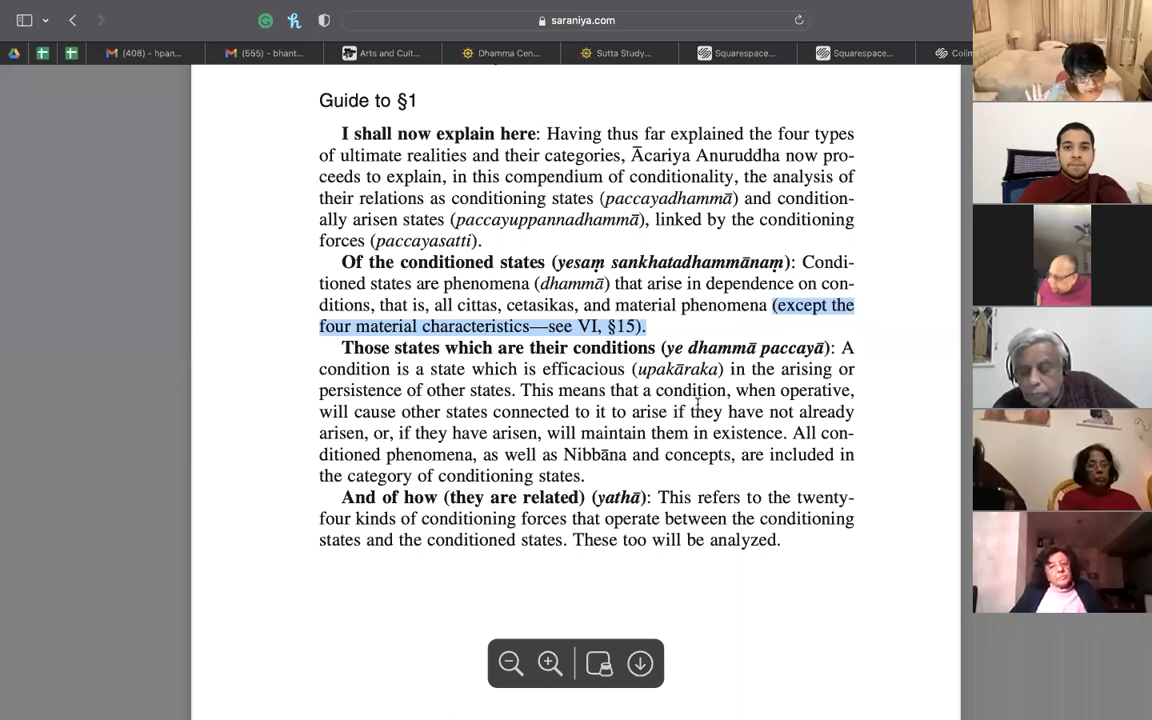 saraniya.com
(408) - hpan...
(555) - bhant...
Arts and Cult...
Dhamma Cen...
Sutta Study...
Squarespace...
Squarespace...
Colin
Guide to §1
I shall now explain here: Having thus far explained the four types
of ultimate realities and their categories, Ācariya Anuruddha now pro-
ceeds to explain, in this compendium of conditionality, the analysis of
their relations as conditioning states (paccayadhammā) and condition-
ally arisen states (paccayuppannadhammā), linked by the conditioning
forces (paccayasatti).
Of the conditioned states (yesaṃ sankhatadhammānaṃ): Condi-
tioned states are phenomena (dhammā) that arise in dependence on con-
ditions, that is, all cittas, cetasikas, and material phenomena (except the
four material characteristics—see VI, §15).
Those states which are their conditions (ye dhammā paccayā): A
condition is a state which is efficacious (upakāraka) in the arising or
persistence of other states. This means that a condition, when operative,
will cause other states connected to it to arise if they have not already
arisen, or, if they have arisen, will maintain them in existence. All con-
ditioned phenomena, as well as Nibbāna and concepts, are included in
the category of conditioning states.
And of how (they are related) (yathā): This refers to the twenty-
four kinds of conditioning forces that operate between the conditioning
states and the conditioned states. These too will be analyzed.